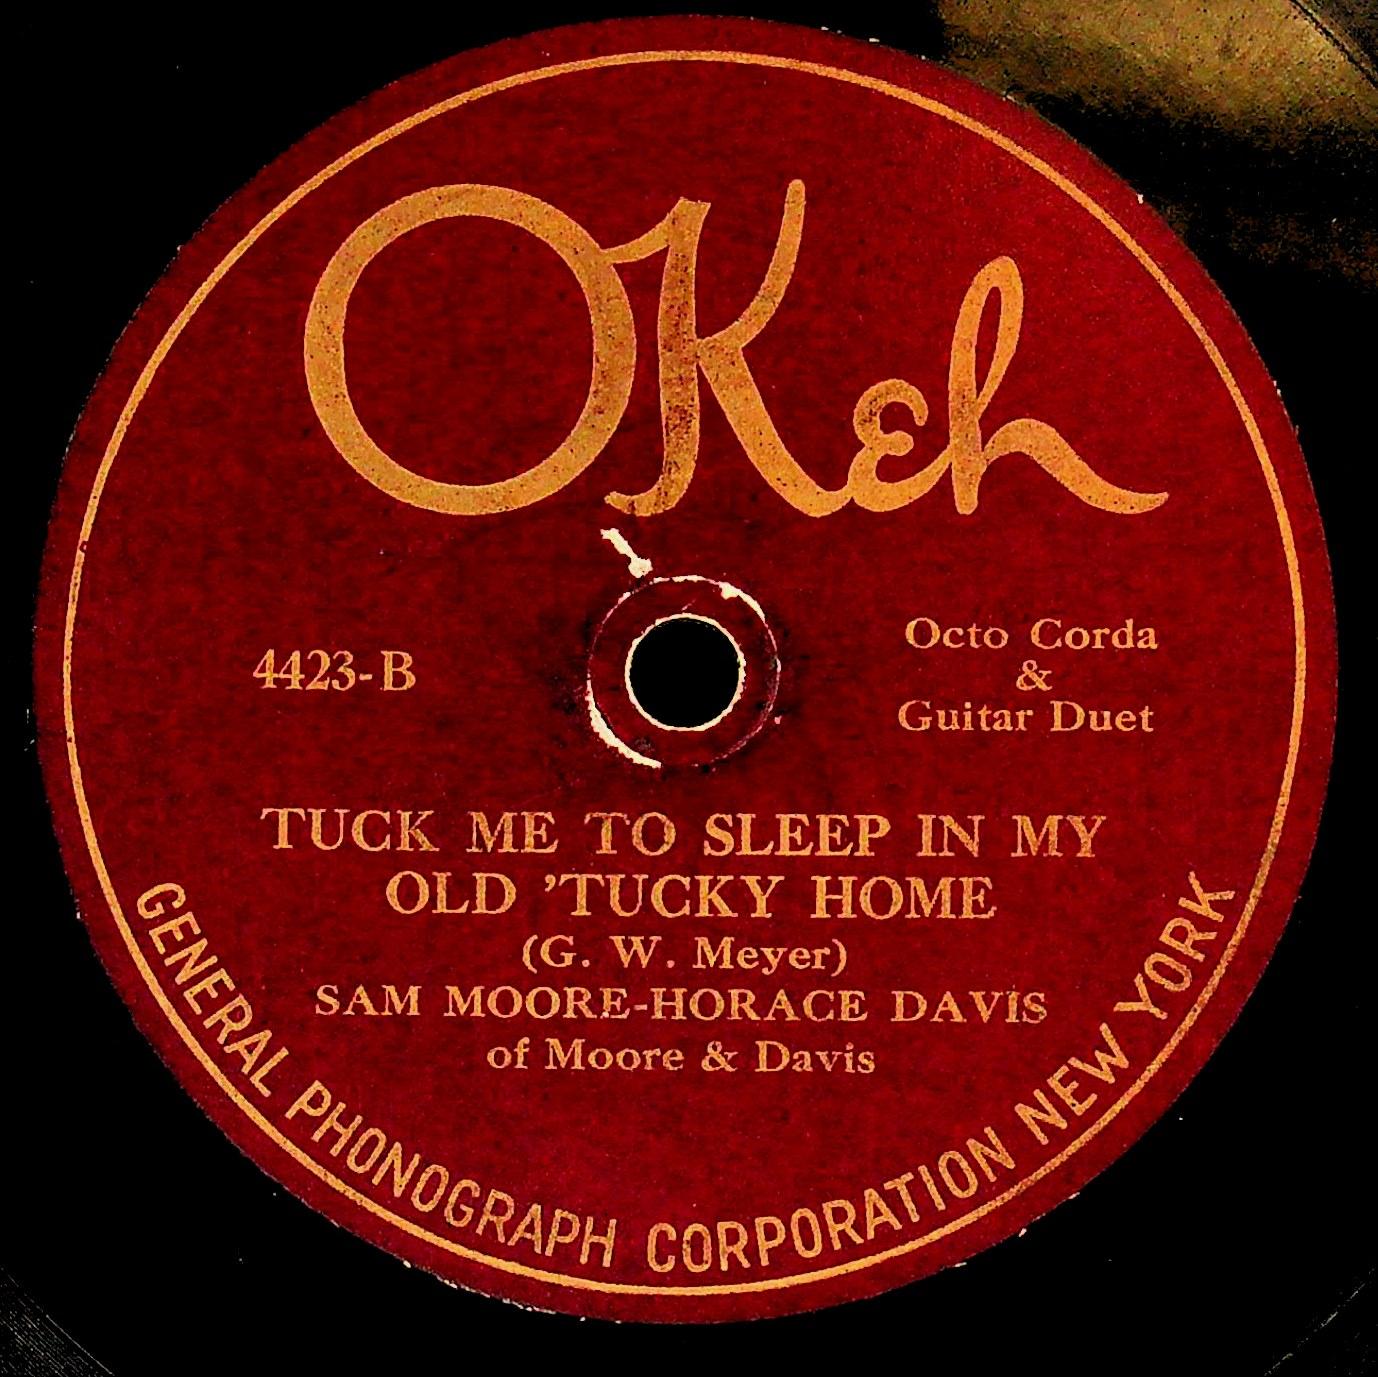 OKeh
4423-B
Octo Corda
&
Guitar Duet
TUCK ME TO SLEEP IN MY
OLD 'TUCKY HOME
(G. W. Meyer)
SAM MOORE-HORACE DAVIS
of Moore & Davis
GENERAL PHONOGRAPH CORPORATION NEW YORK